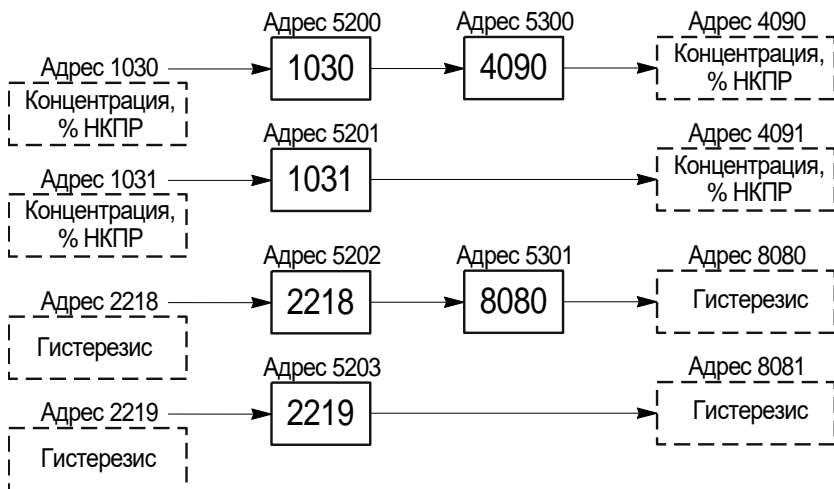 Адрес 5200
Адрес 5300
Адрес 4090
Адрес 1030
1030
4090
Концентрация,
% НКПР
Концентрация,
% НКПР
Адрес 5201
Адрес 4091
Адрес 1031
1031
Концентрация,
% НКПР
Концентрация,
% НКПР
Адрес 5202
Адрес 5301
Адрес 8080
Адрес 2218
2218
8080
Гистерезис
Гистерезис
Адрес 5203
Адрес 8081
Адрес 2219
2219
Гистерезис
Гистерезис